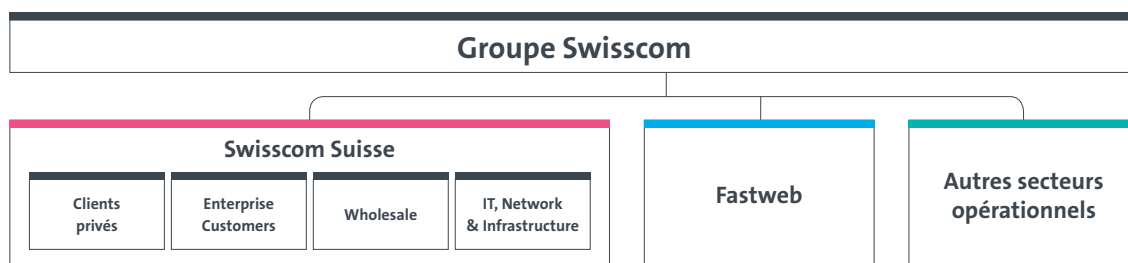 Groupe Swisscom
Swisscom Suisse
Clients
privés
Enterprise
Customers
Wholesale
IT, Network
& Infrastructure
Fastweb
Autres secteurs
opérationnels